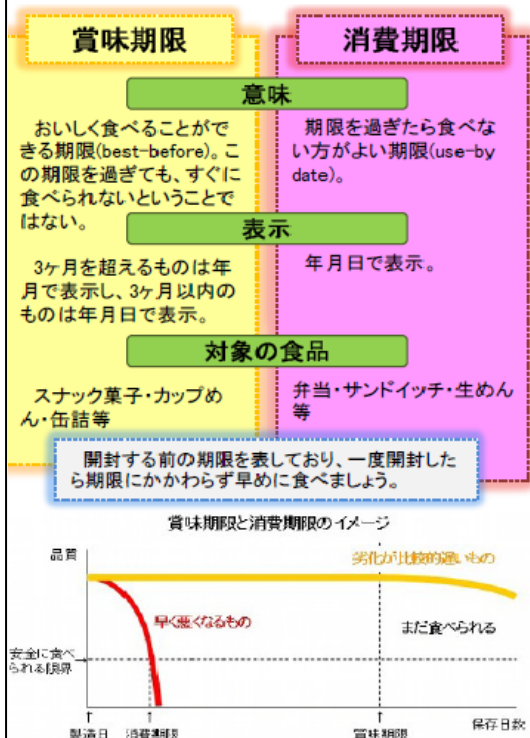 賞味期限
消費期限
意味
おいしく食べることがで
きる期限(best-before)。こ
の期限を過ぎても、すぐに
食べられないということで
はない。
期限を過ぎたら食べな
い方がよい期限(use-by
date)。
表示
3ヶ月を超えるものは年
月で表示し、3ヶ月以内の
ものは年月日で表示。
年月日で表示。
対象の食品
スナック菓子・カップめ
ん・缶詰等
弁当・サンドイッチ・生めん
等
開封する前の期限を表しており、一度開封した
ら期限にかかわらず早めに食べましょう。
賞味期限と消費期限のイメージ
品質
劣化が比較的遅いもの
早く悪くなるもの
まだ食べられる
安全に食べ
られる限界
製造日
消費期限
賞味期限
保存日数